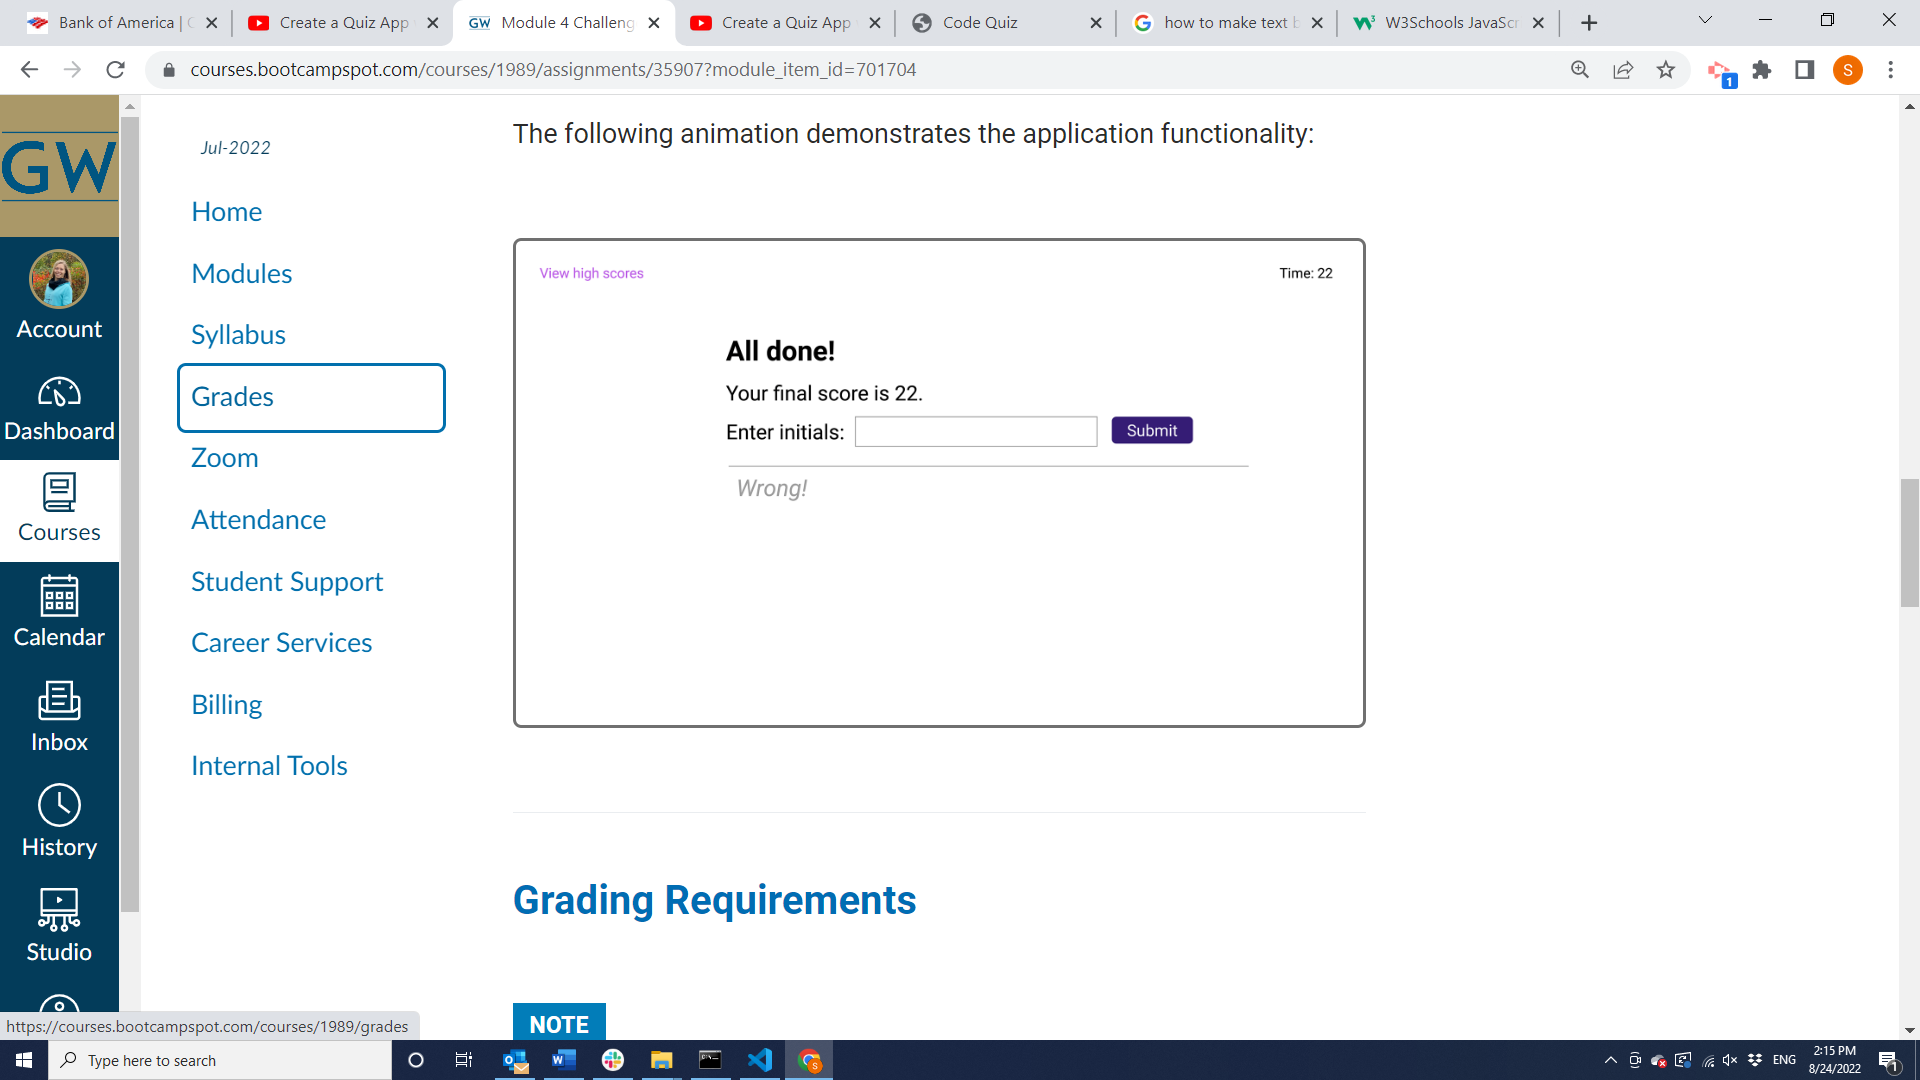 Bank of America | C
Create a Quiz App
Module 4 Challeng
Create a Quiz App
Code Quiz
how to make text b
W3Schools JavaScr
courses.bootcampspot.com/courses/1989/assignments/35907?module_item_id=701704
S
1
GW
Account
Dashboard
Courses
Calendar
Inbox
History
Studio
Jul-2022
Home
Modules
Syllabus
Grades
Zoom
Attendance
Student Support
Career Services
Billing
Internal Tools
The following animation demonstrates the application functionality:
View high scores
Time: 22
All done!
Your final score is 22.
Enter initials:
Submit
Wrong!
Grading Requirements
NOTE
https://courses.bootcampspot.com/courses/1989/grades
Type here to search
ENG
2:15 PM
8/24/2022
1